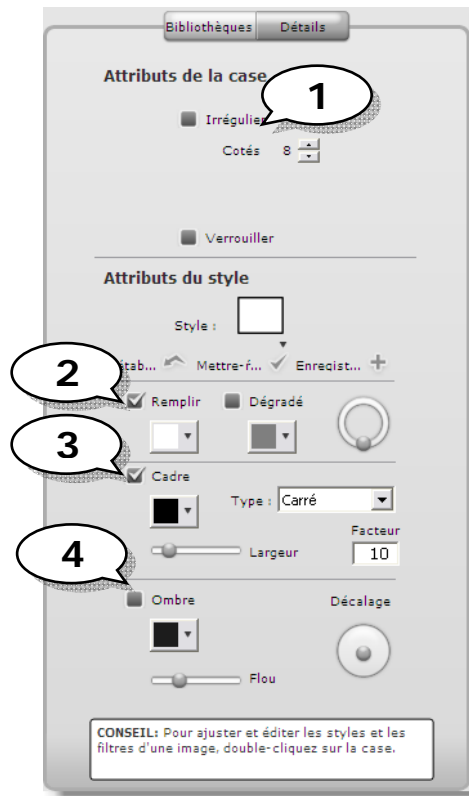 Bibliothèques Détails
Attributs de la case
1
Irrégulier
Cotés 8
Verrouiller
Attributs du style
Style :
Mettre-f... Enregist...
2
Remplir Dégradé
3
Cadre
Type : Carré
Facteur
Largeur 10
4
Ombre Décalage
Flou
CONSEIL: Pour ajuster et éditer les styles et les
filtres d'une image, double-cliquez sur la case.